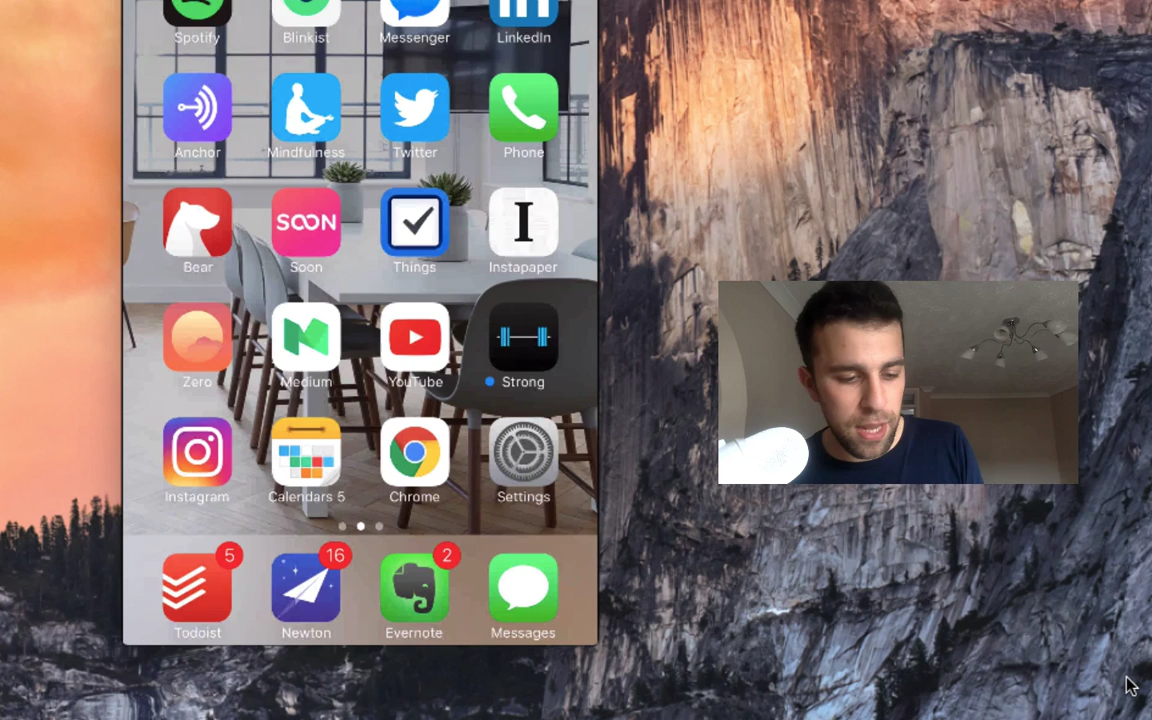 in
Spotify Blinkist Messenger LinkedIn
Anchor Mindfulness Twitter Phone
SOON
I
Bear Soon Things Instapaper
Zero Medium YouTube Strong
Instagram Calendars 5 Chrome Settings
5 16 2
Todoist Newton Evernote Messages